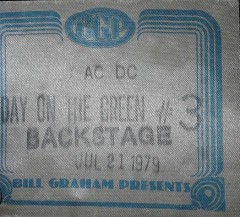 AC DC
DAY ON THE GREEN #3
BACKSTAGE
JUL 21 1979
BILL GRAHAM PRESENTS